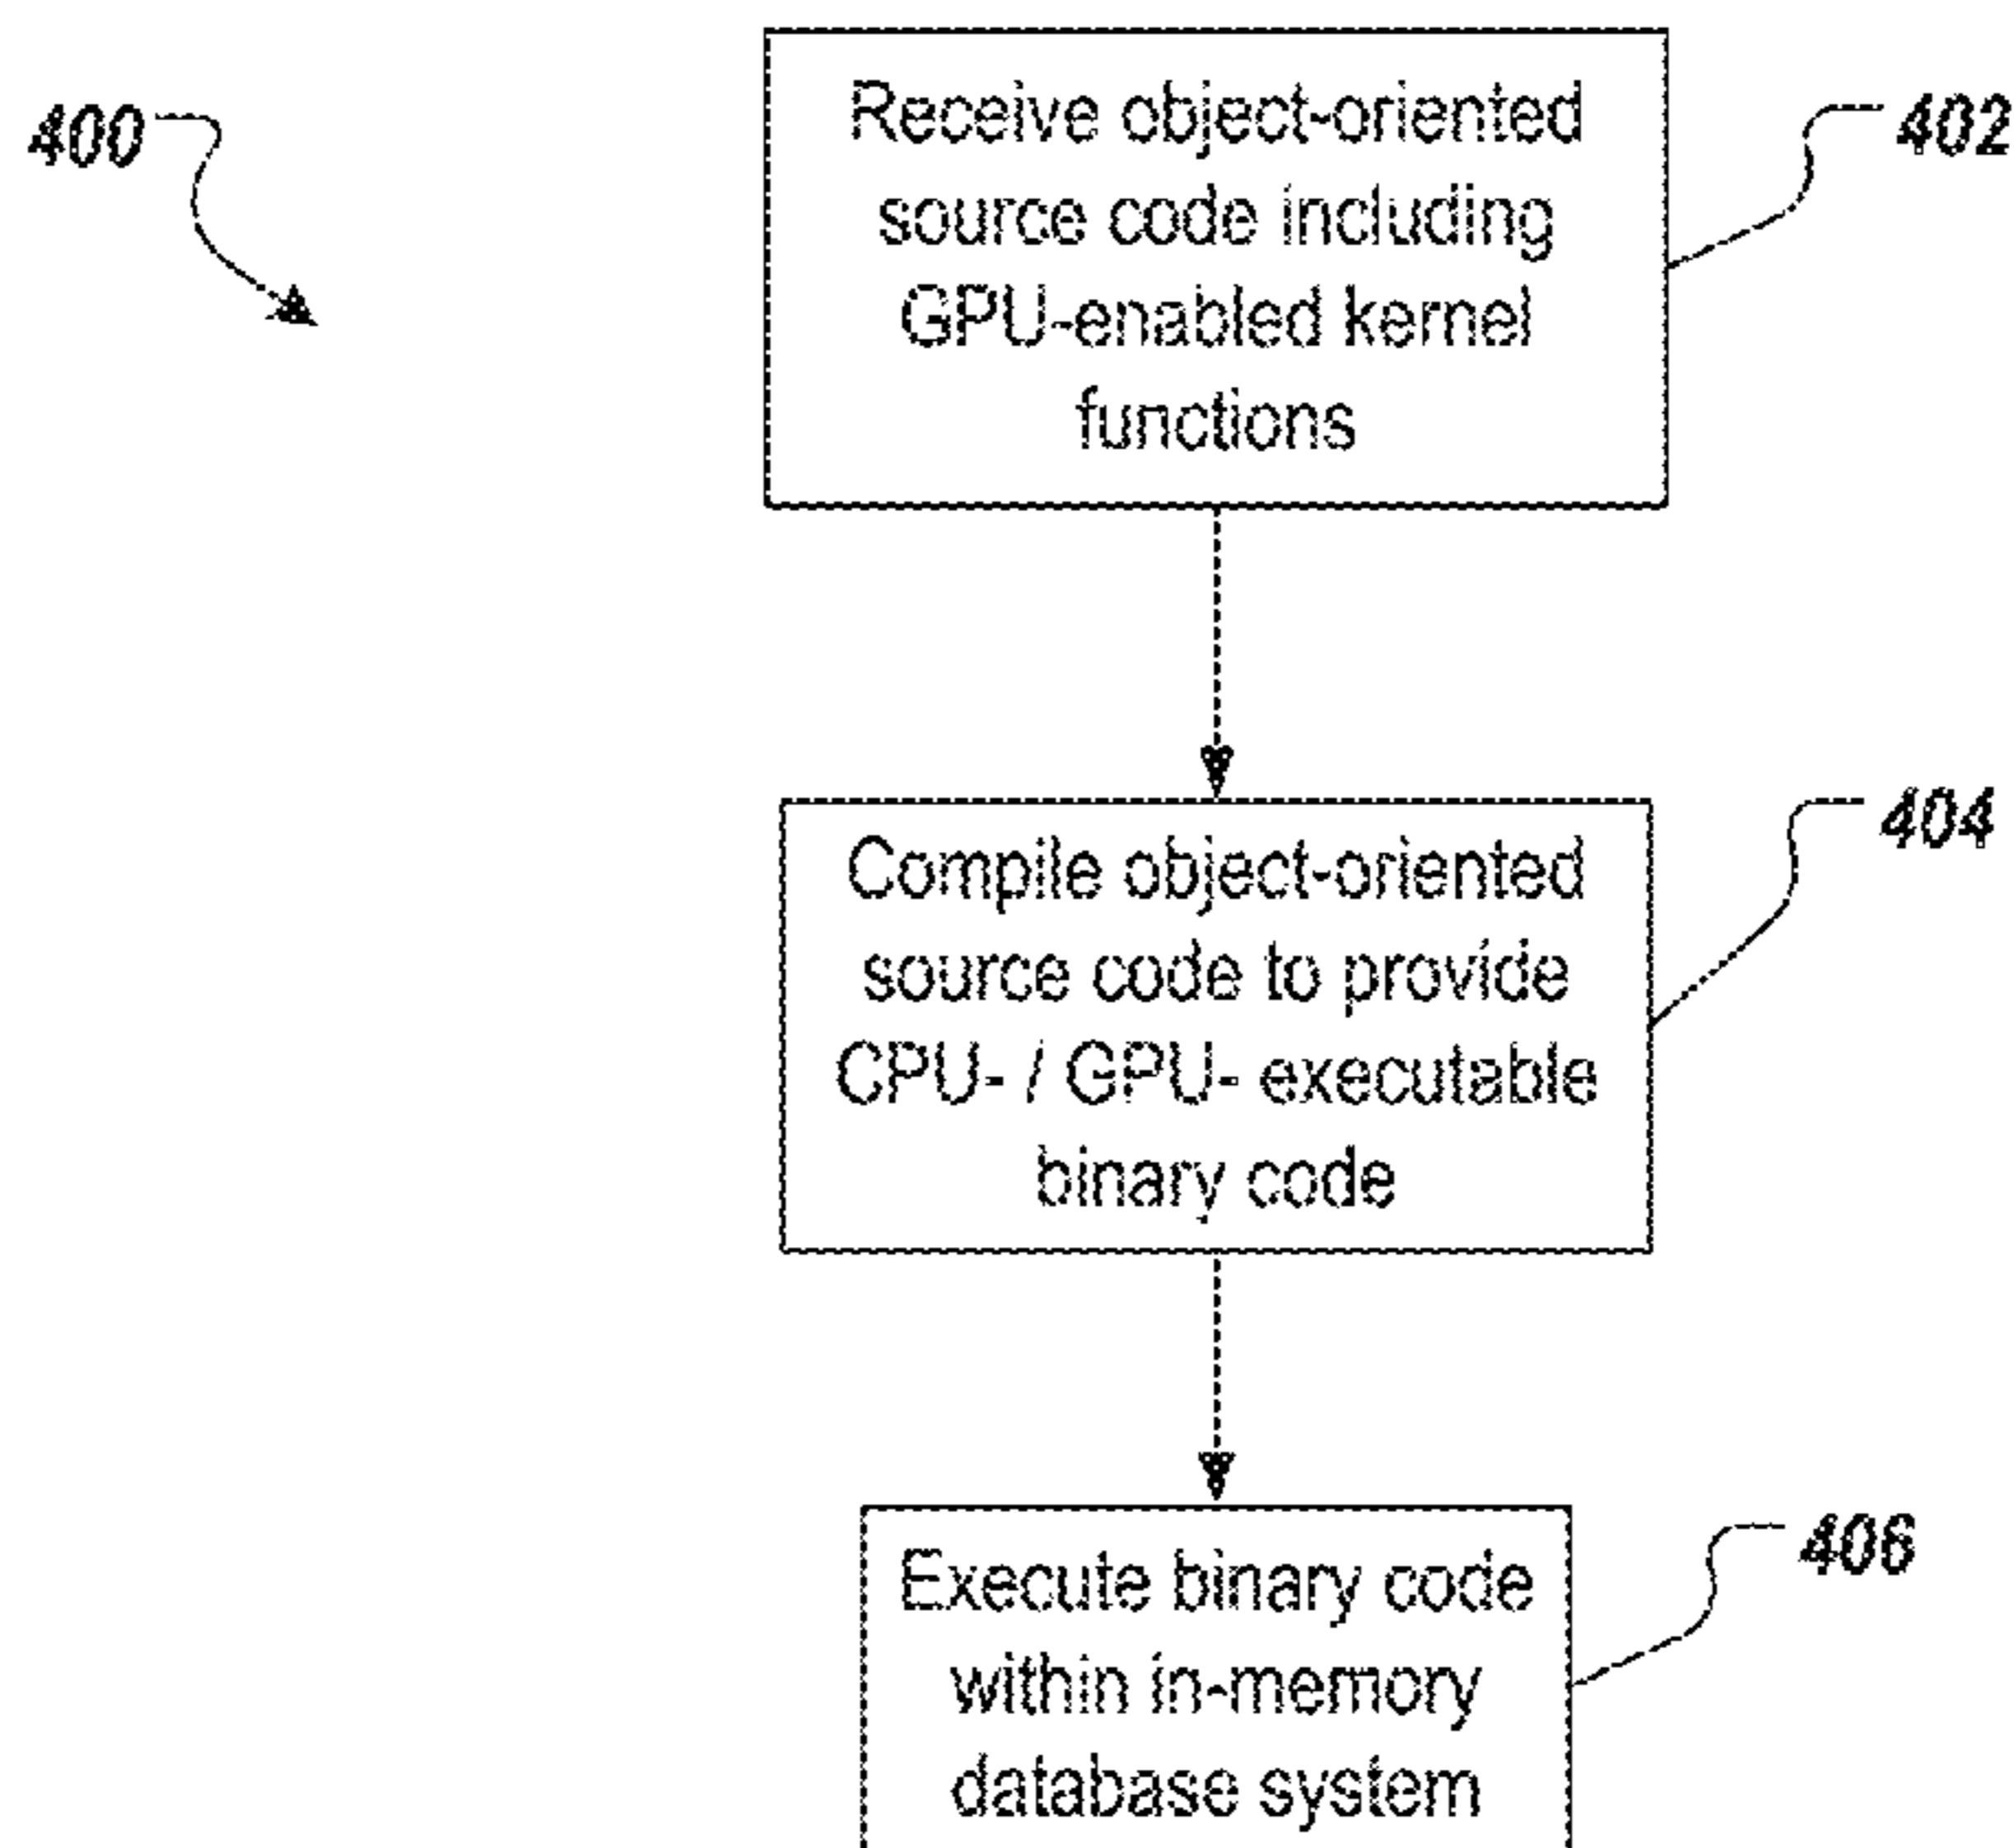 400
Receive object-oriented
source code including
GPU-enabled kernel
functions
402
Compile object-oriented
source code to provide
CPU- / GPU- executable
binary code
404
Execute binary code
within in-memory
database system
406